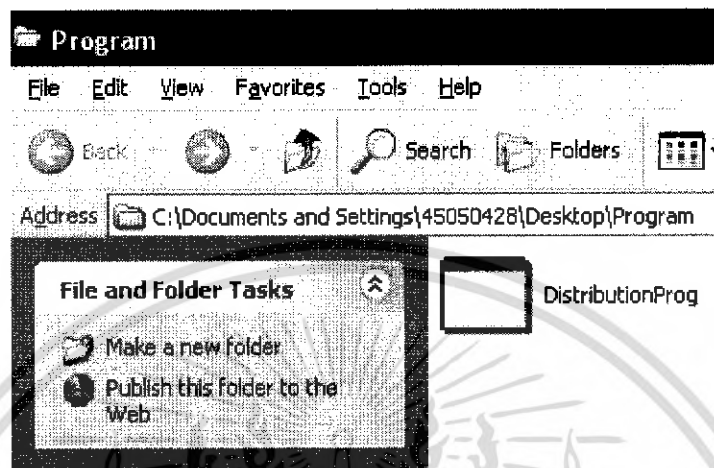 Program
File Edit View Favorites Tools Help
Back Search Folders
Address C:\Documents and Settings\45050428\Desktop\Program
File and Folder Tasks
DistributionProg
Make a new folder
Publish this folder to the
Web